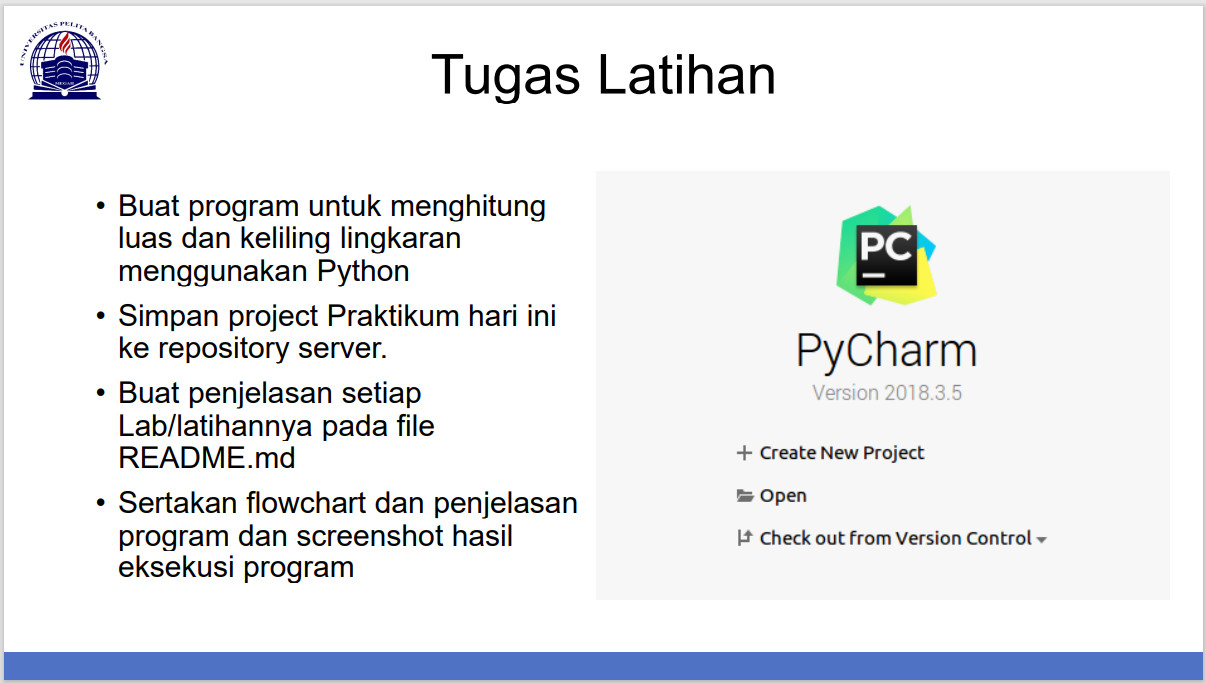 UNIVERSITAS PELITA BANGSA
Tugas Latihan
• Buat program untuk menghitung
luas dan keliling lingkaran
menggunakan Python
• Simpan project Praktikum hari ini
ke repository server.
• Buat penjelasan setiap
Lab/latihannya pada file
README.md
• Sertakan flowchart dan penjelasan
program dan screenshot hasil
eksekusi program
PC
PyCharm
Version 2018.3.5
Create New Project
Open
Check out from Version Control